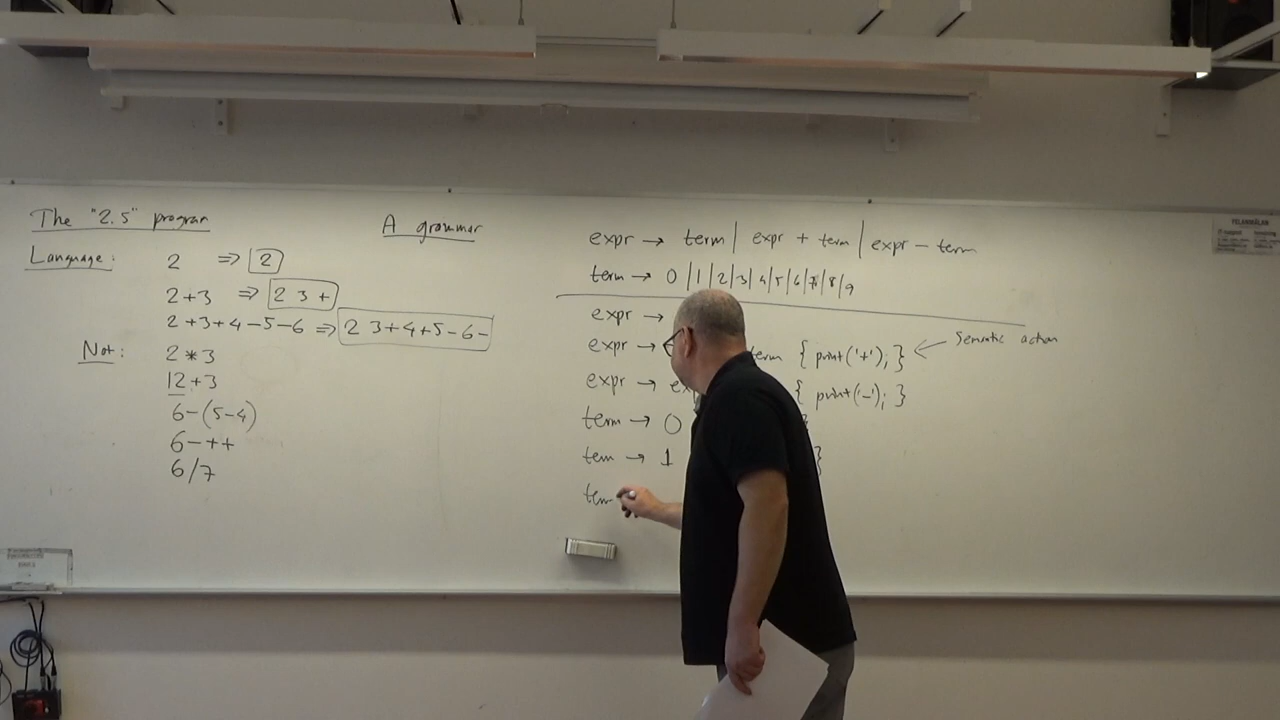 The "2.5" program
Language:
2 ⇒ 2
2+3 ⇒ 2 3 +
2+3+4-5-6 ⇒ 2 3+4+5-6-
Not: 2*3
12+3
6-(5-4)
6-++
6/7
A grammar
expr → term | expr + term | expr - term
term → 0|1|2|3|4|5|6|7|8|9
expr →
expr → term { print('+'); } ← Semantic action
expr → { print('-'); }
term → 0
term → 1 }
term
FELANMÄLAN